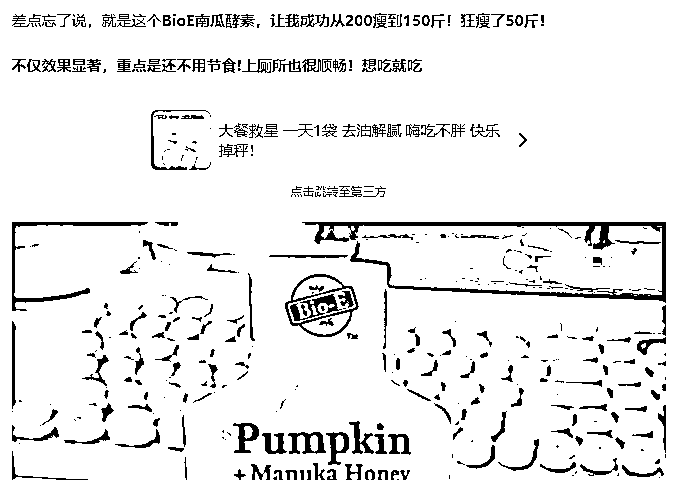 差点忘了说，就是这个BioE南瓜酵素，让我成功从200瘦到150斤！狂瘦了50斤！
不仅效果显著，重点是还不用节食!上厕所也很顺畅！想吃就吃
大餐救星 一天1袋 去油解腻 嗨吃不胖 快乐
掉秤！
点击跳转至第三方
Bio-E
TM
Pumpkin
+ Manuka Honey